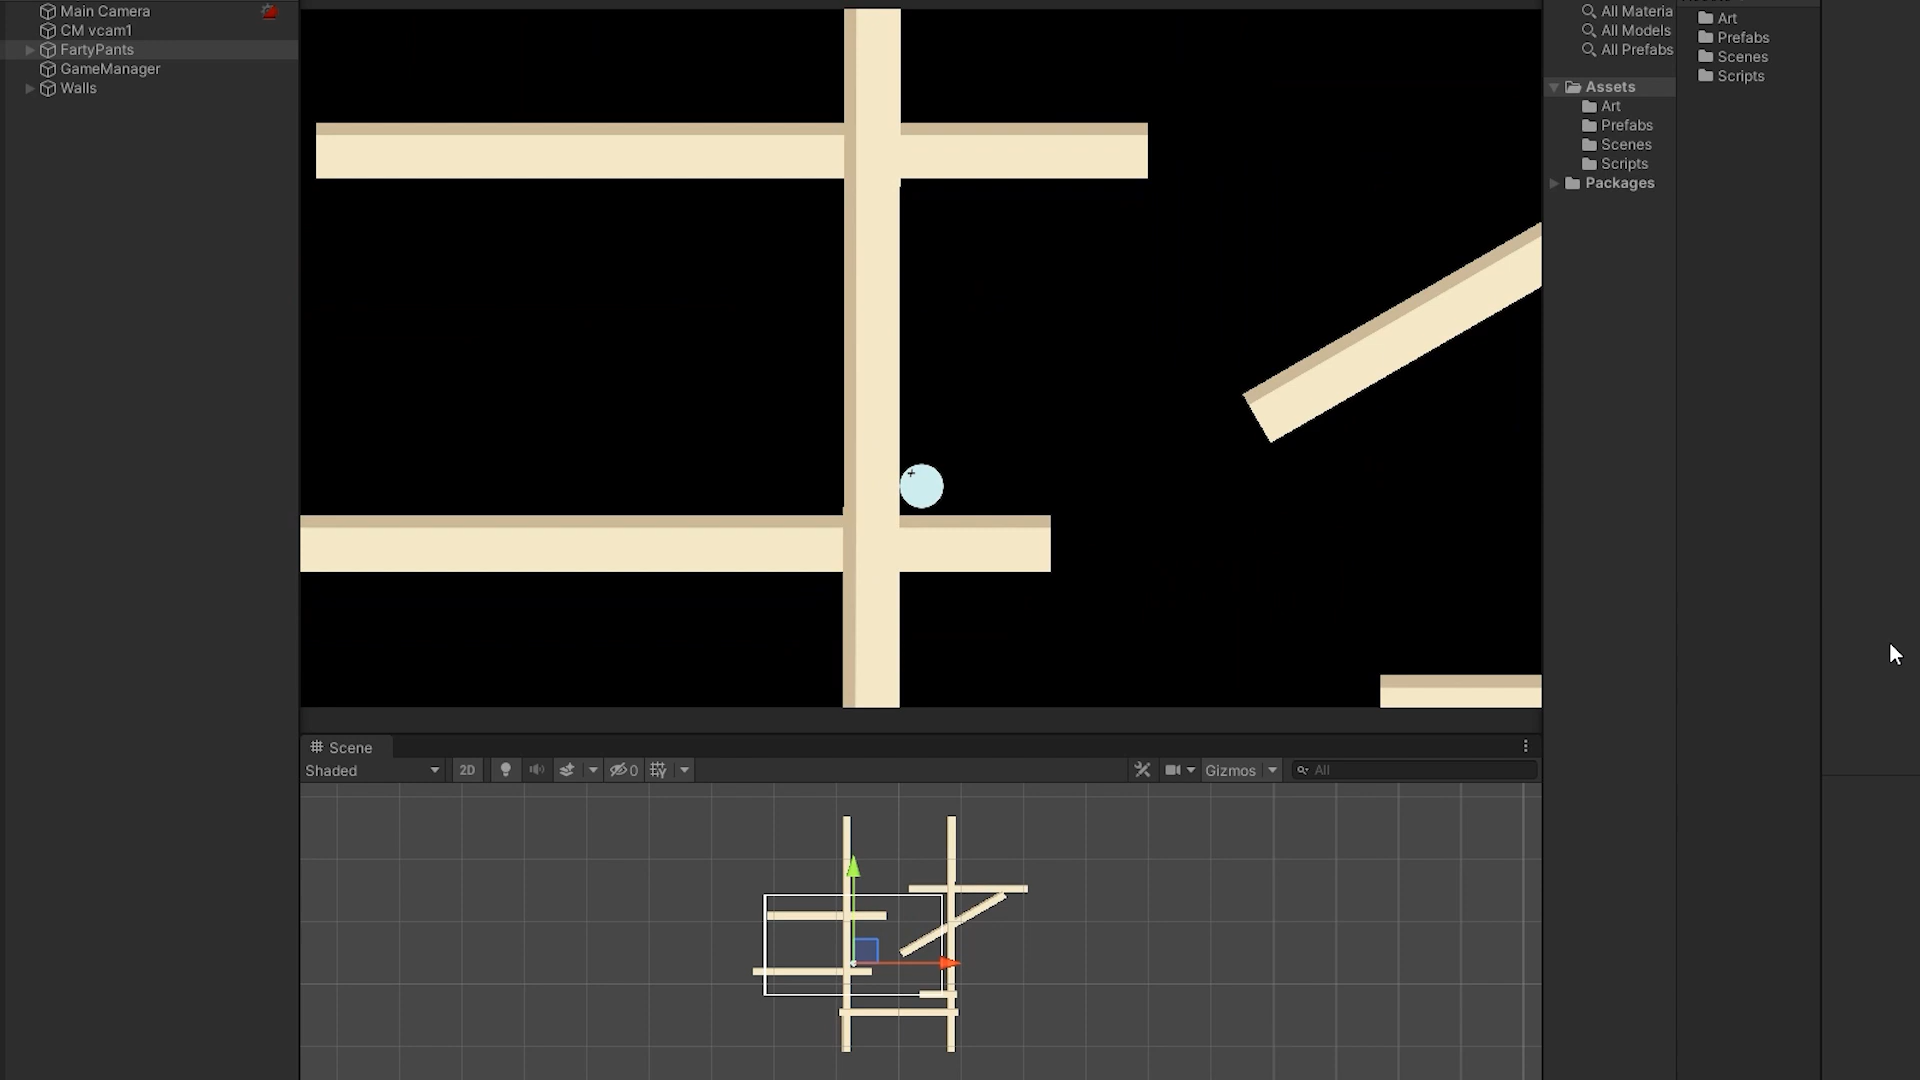 Main Camera
CM vcam1
FartyPants
GameManager
Walls
Scene
Shaded
2D
0
Gizmos
All
All Materia
All Models
All Prefabs
Assets
Art
Prefabs
Scenes
Scripts
Packages
Art
Prefabs
Scenes
Scripts